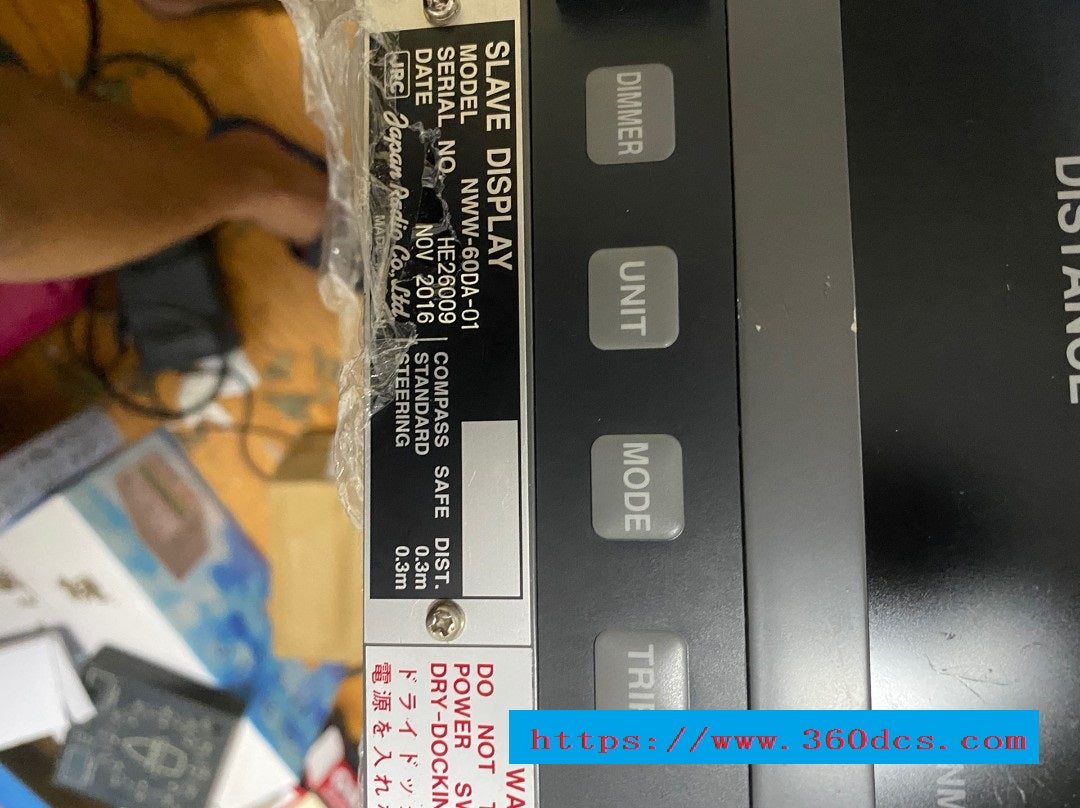 SLAVE DISPLAY
MODEL NWW-60DA-01
SERIAL NO. HE26009
DATE NOV 2016
JRC Japan Radio Co., Ltd.
COMPASS SAFE DIST.
STANDARD 0.3m
STEERING 0.3m
DO NOT
POWER
DRY-DOCKIN
ドライドッ
電源を入れ
DIMMER
UNIT
MODE
TRI
DISTANCE
https://www.360dcs.com